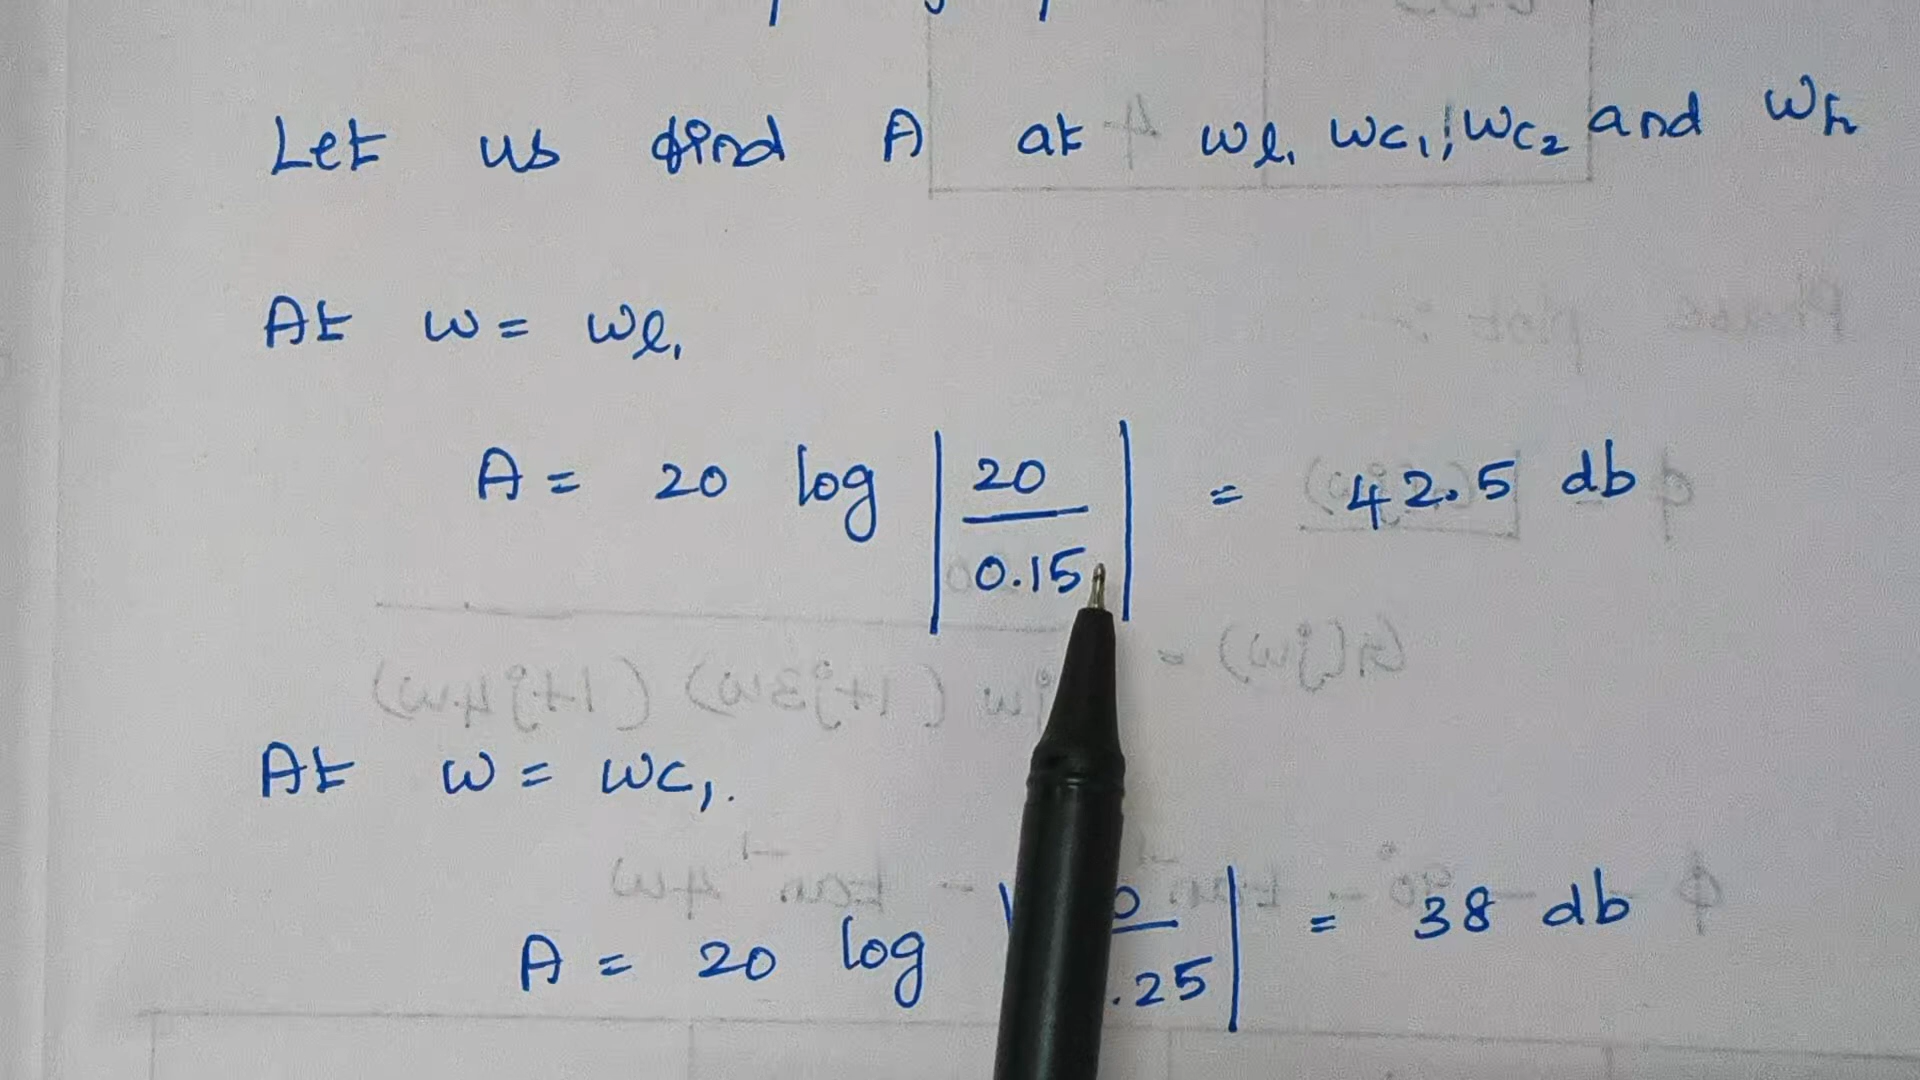 Let us find A at ωl, ωc1, ωc2 and ωh
At ω = ωl,
A = 20 log |20/0.15| = 42.5 db
At ω = ωc1.
A = 20 log | 0/.25| = 38 db